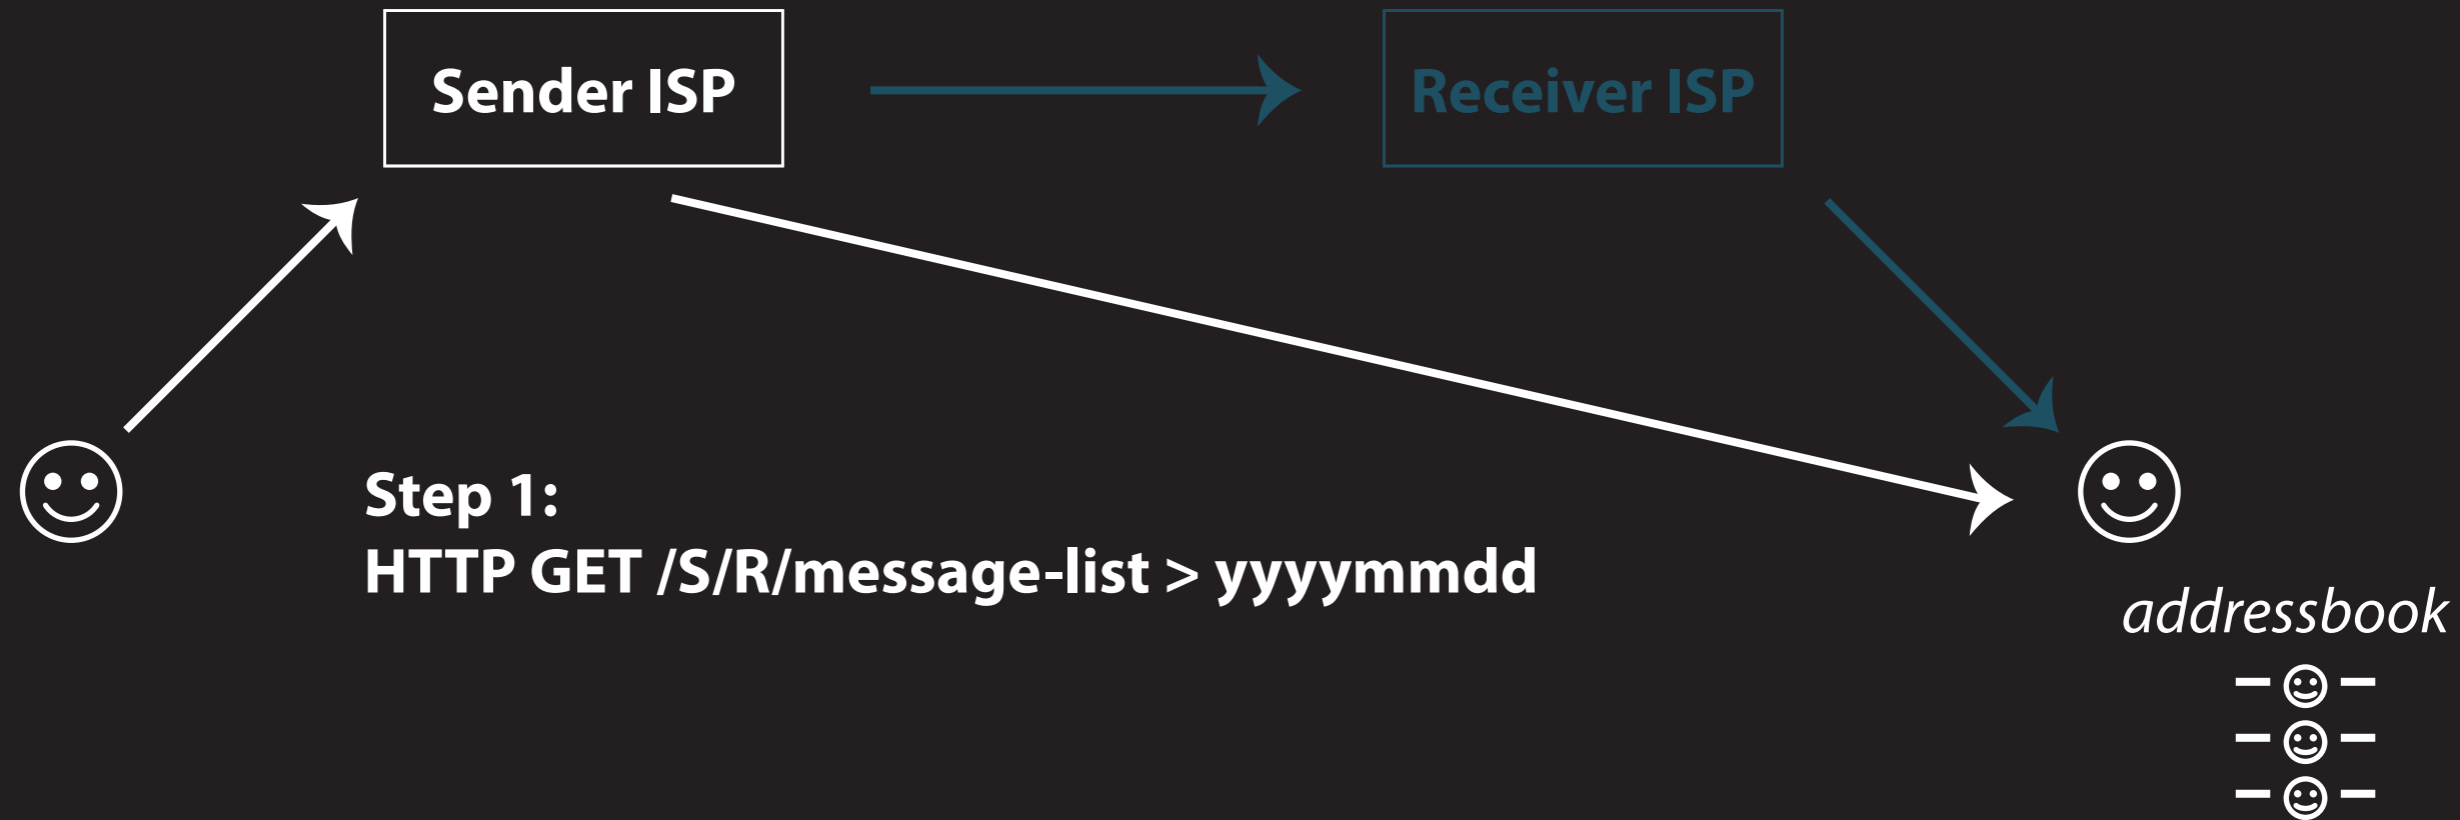 Sender ISP
Receiver ISP
Step 1:
HTTP GET /S/R/message-list > yyyymmdd
addressbook